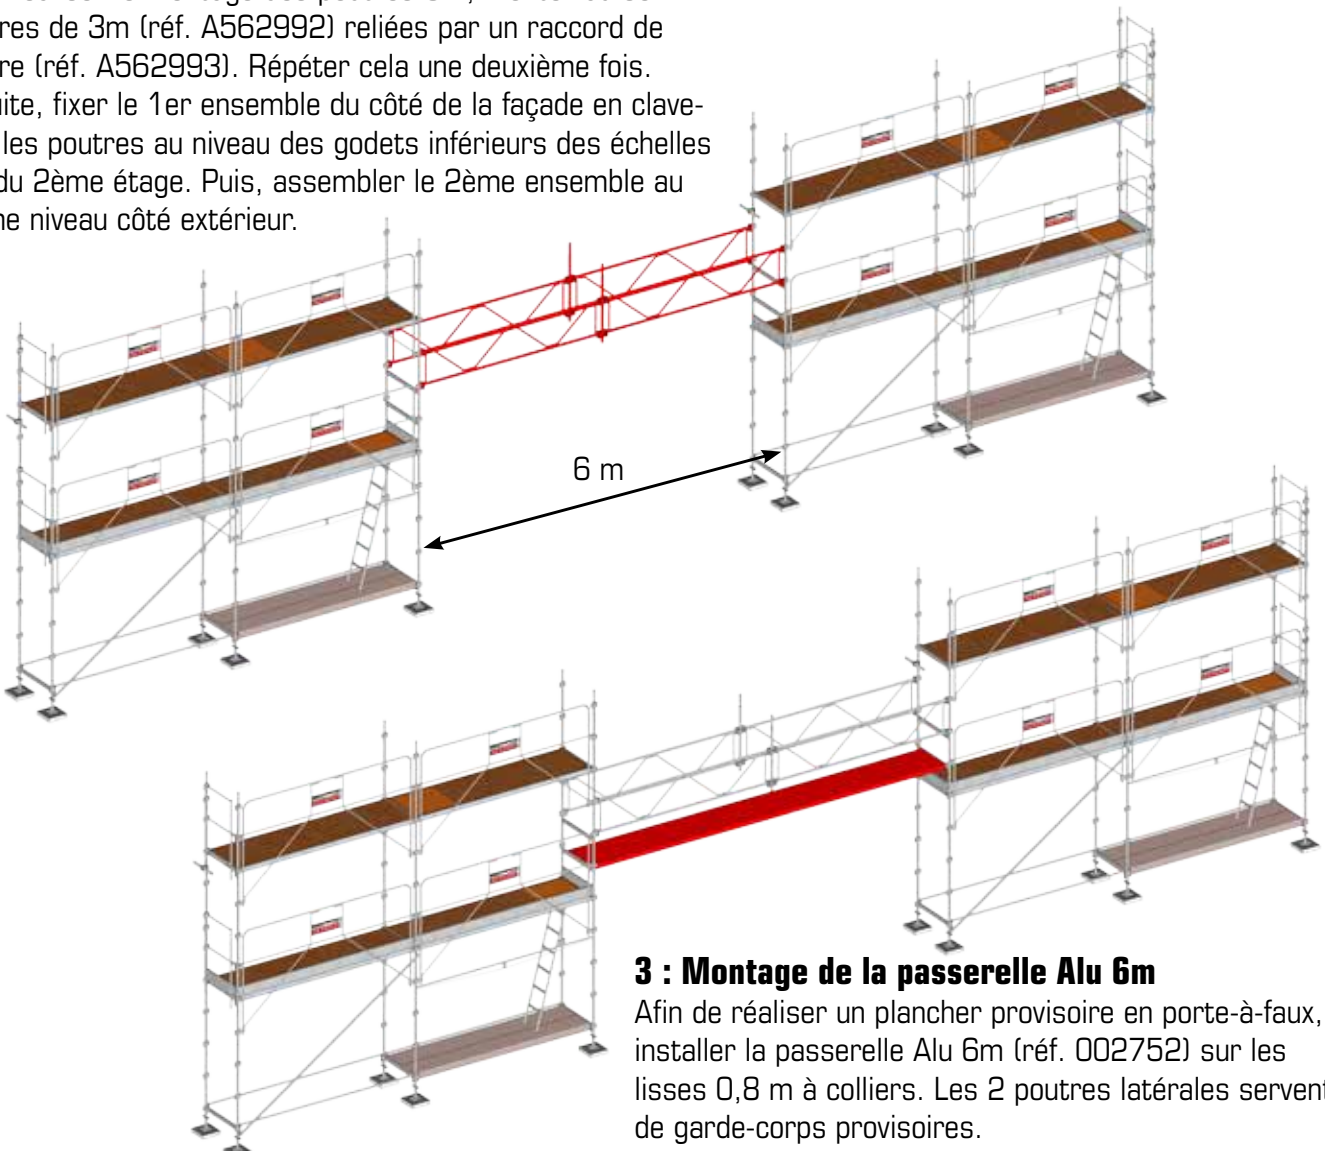 res de 3m (réf. A562992) reliées par un raccord de
re (réf. A562993). Répéter cela une deuxième fois.
uite, fixer le 1er ensemble du côté de la façade en clave-
les poutres au niveau des godets inférieurs des échelles
du 2ème étage. Puis, assembler le 2ème ensemble au
ne niveau côté extérieur.
6 m
3 : Montage de la passerelle Alu 6m
Afin de réaliser un plancher provisoire en porte-à-faux,
installer la passerelle Alu 6m (réf. 002752) sur les
lisses 0,8 m à colliers. Les 2 poutres latérales servent
de garde-corps provisoires.